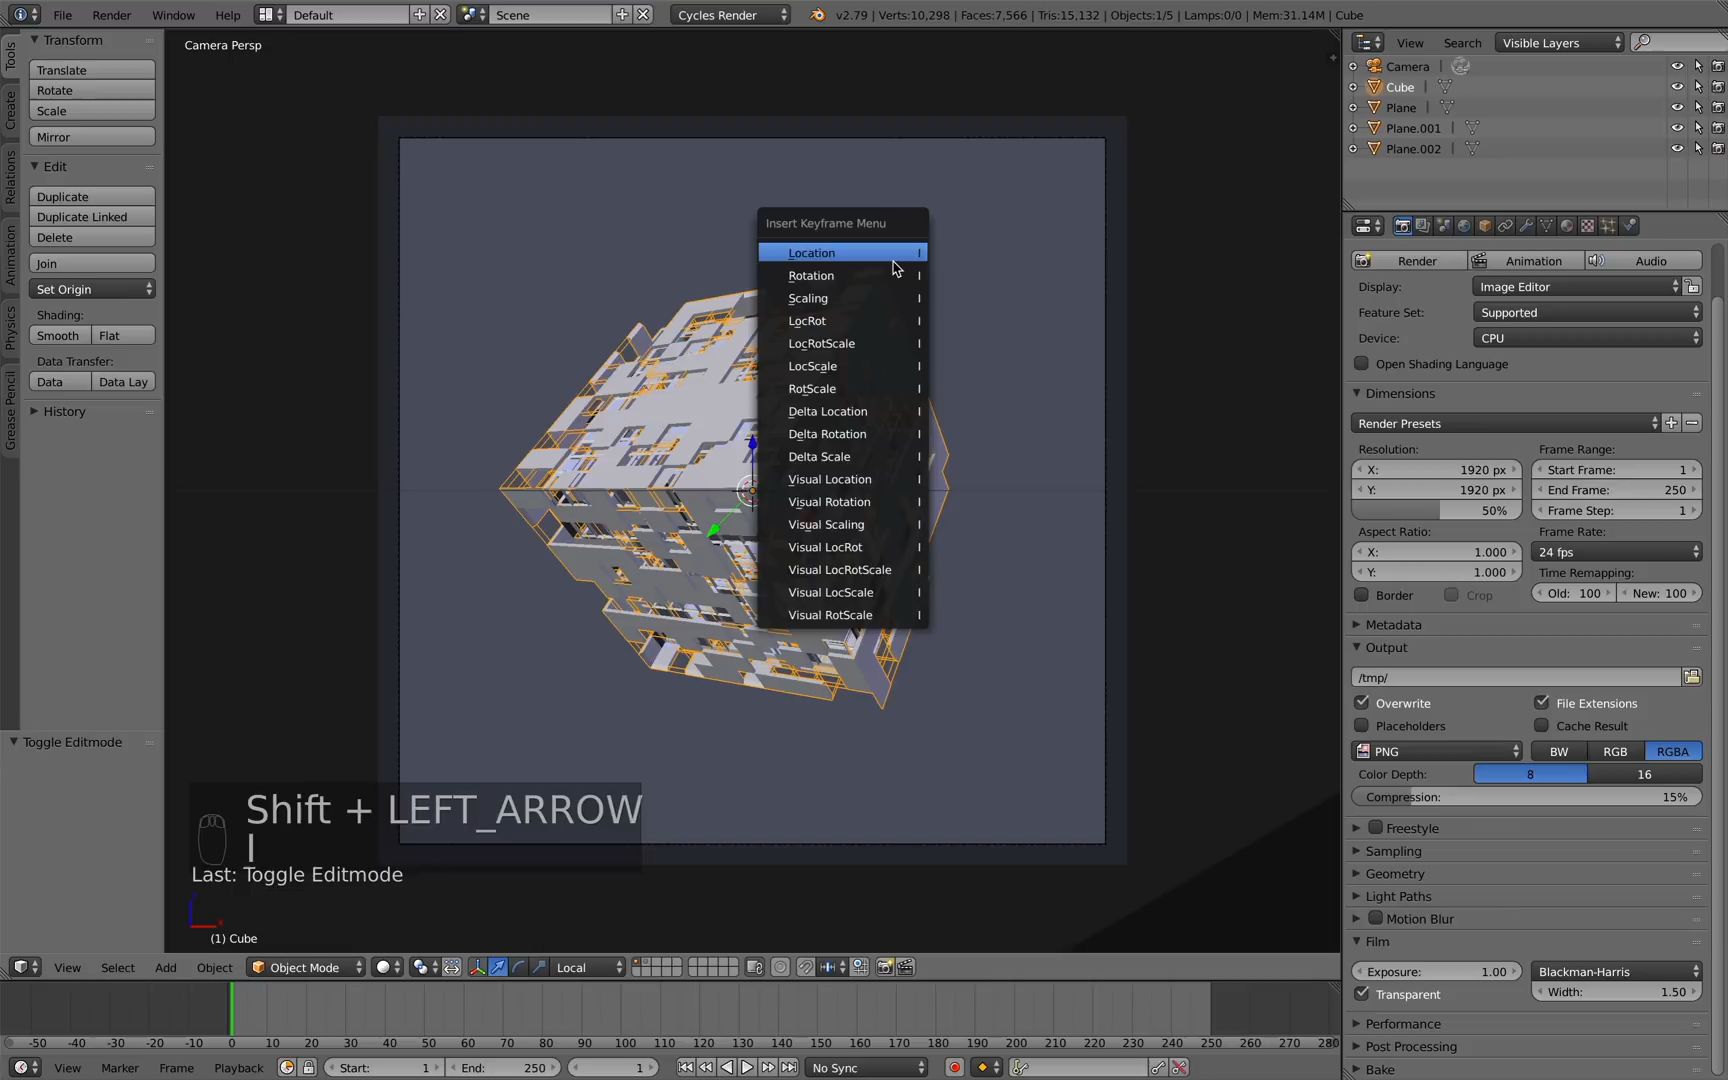 File Render Window Help Default Scene Cycles Render v2.79 | Verts:10,298 | Faces:7,566 | Tris:15,132 | Objects:1/5 | Lamps:0/0 | Mem:31.14M | Cube
Tools
Create
Relations
Animation
Physics
Grease Pencil
Transform
Translate
Rotate
Scale
Mirror
Edit
Duplicate
Duplicate Linked
Delete
Join
Set Origin
Shading:
Smooth Flat
Data Transfer:
Data Data Lay
History
Toggle Editmode
Camera Persp
Insert Keyframe Menu
Location I
Rotation I
Scaling I
LocRot I
LocRotScale I
LocScale I
RotScale I
Delta Location I
Delta Rotation I
Delta Scale I
Visual Location I
Visual Rotation I
Visual Scaling I
Visual LocRot I
Visual LocRotScale I
Visual LocScale I
Visual RotScale I
Shift + LEFT_ARROW
I
Last: Toggle Editmode
(1) Cube
View Select Add Object Object Mode Local
-50 -40 -30 -20 -10 0 10 20 30 40 50 60 70 80 90 100 110 120 130 140 150 160 170 180 190 200 210 220 230 240 250 260 270 280
View Marker Frame Playback Start: 1 End: 250 1 No Sync
View Search Visible Layers
Camera |
Cube |
Plane |
Plane.001 |
Plane.002 |
Render Animation Audio
Display: Image Editor
Feature Set: Supported
Device: CPU
Open Shading Language
Dimensions
Render Presets
Resolution: Frame Range:
X: 1920 px Start Frame: 1
Y: 1920 px End Frame: 250
50% Frame Step: 1
Aspect Ratio: Frame Rate:
X: 1.000 24 fps
Y: 1.000 Time Remapping:
Border Crop Old: 100 New: 100
Metadata
Output
/tmp/
Overwrite File Extensions
Placeholders Cache Result
PNG BW RGB RGBA
Color Depth: 8 16
Compression: 15%
Freestyle
Sampling
Geometry
Light Paths
Motion Blur
Film
Exposure: 1.00 Blackman-Harris
Transparent Width: 1.50
Performance
Post Processing
Bake